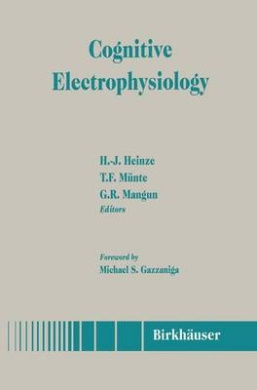 Cognitive
Electrophysiology
H.-J. Heinze
T.F. Münte
G.R. Mangun
Editors
Foreword by
Michael S. Gazzaniga
Birkhäuser